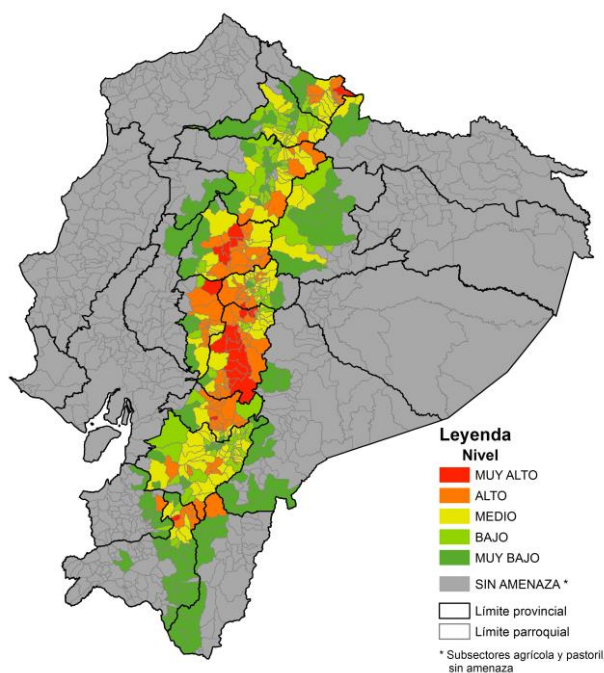 Leyenda
Nivel
MUY ALTO
ALTO
MEDIO
BAJO
MUY BAJO
SIN AMENAZA *
Límite provincial
Límite parroquial
* Subsectores agrícola y pastoril
sin amenaza